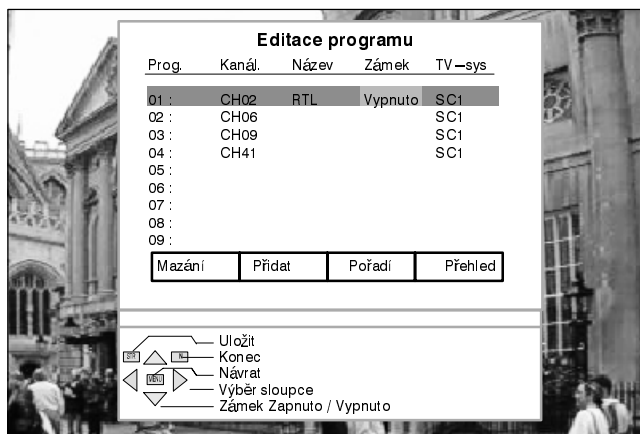 Editace programu
Prog. Kanál. Název Zámek TV–sys
01 : CH02 RTL Vypnuto SC1
02 : CH06 SC1
03 : CH09 SC1
04 : CH41 SC1
05 :
06 :
07 :
08 :
09 :
Mazání Přidat Pořadí Přehled
Uložit
STR N Konec
MENU Návrat
Výběr sloupce
Zámek Zapnuto / Vypnuto